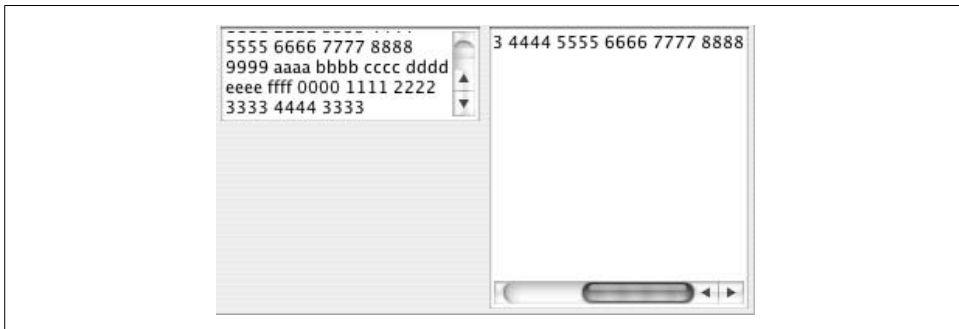 5555 6666 7777 8888
9999 aaaa bbbb cccc dddd
eeee ffff 0000 1111 2222
3333 4444 3333
3 4444 5555 6666 7777 8888